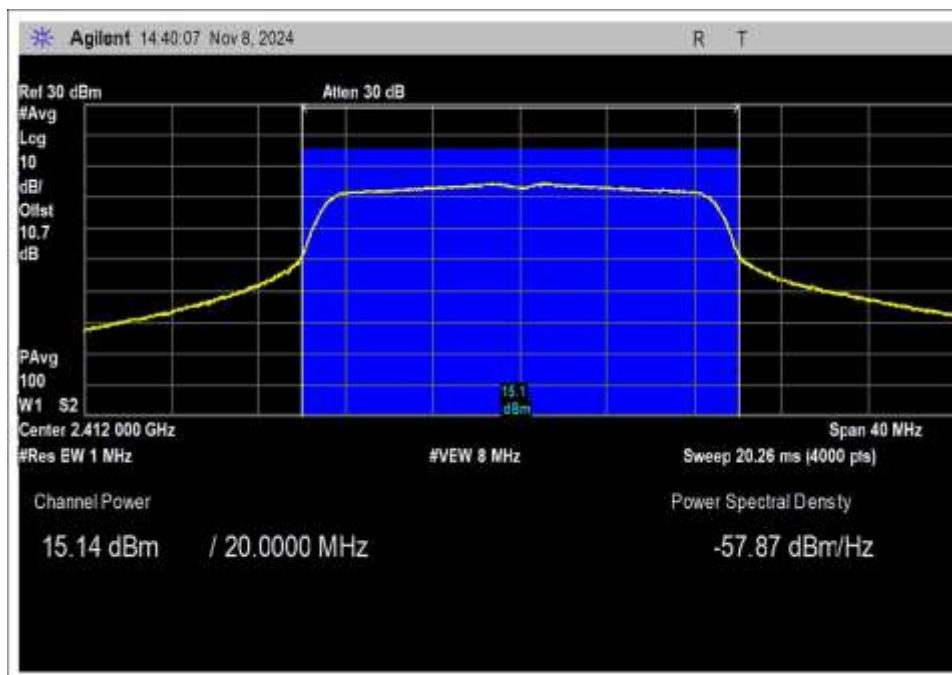 Agilent 14:40:07 Nov 8, 2024 R T
Ref 30 dBm Atten 30 dB
#Avg
Log
10
dB/
Offst
10.7
dB
PAvg
100
W1 S2
15.1
dBm
Center 2.412 000 GHz Span 40 MHz
#Res BW 1 MHz #VBW 8 MHz Sweep 20.26 ms (4000 pts)
Channel Power Power Spectral Density
15.14 dBm / 20.0000 MHz -57.87 dBm/Hz